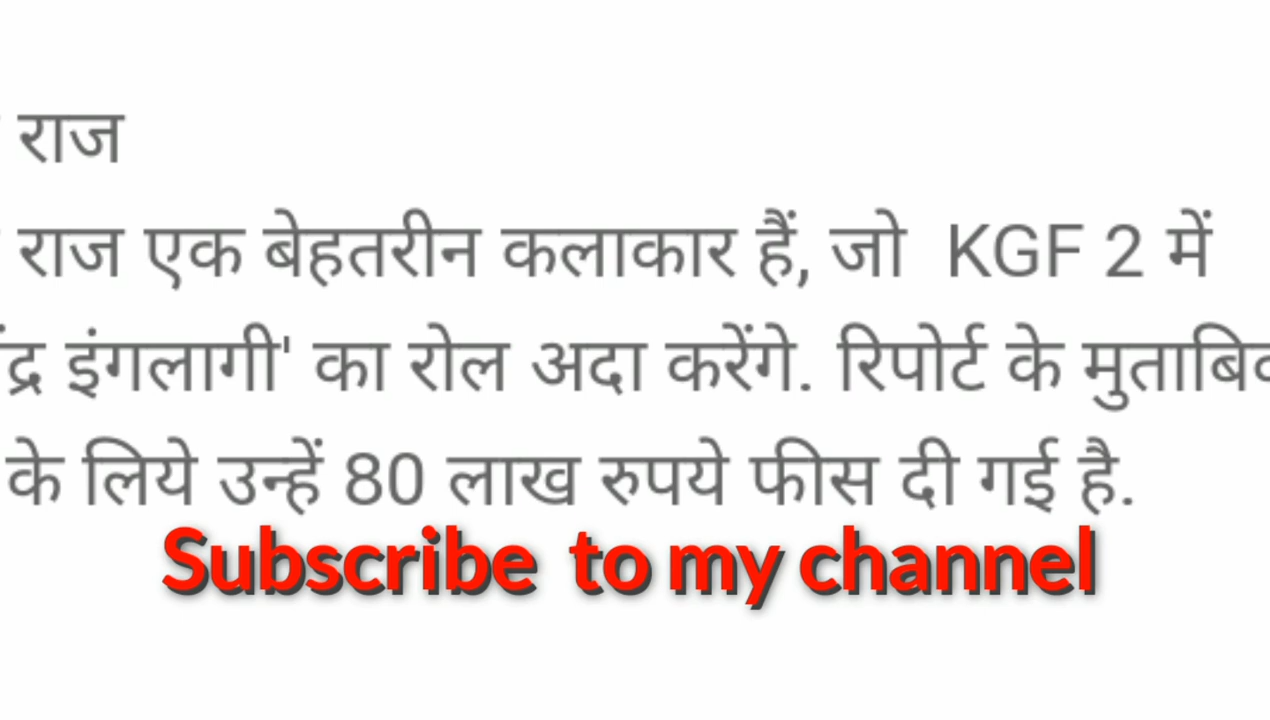 राज
राज एक बेहतरीन कलाकार हैं, जो KGF 2 में
इंगलागी' का रोल अदा करेंगे. रिपोर्ट के
के लिये उन्हें 80 लाख रुपये फीस दी गई है.
Subscribe to my channel